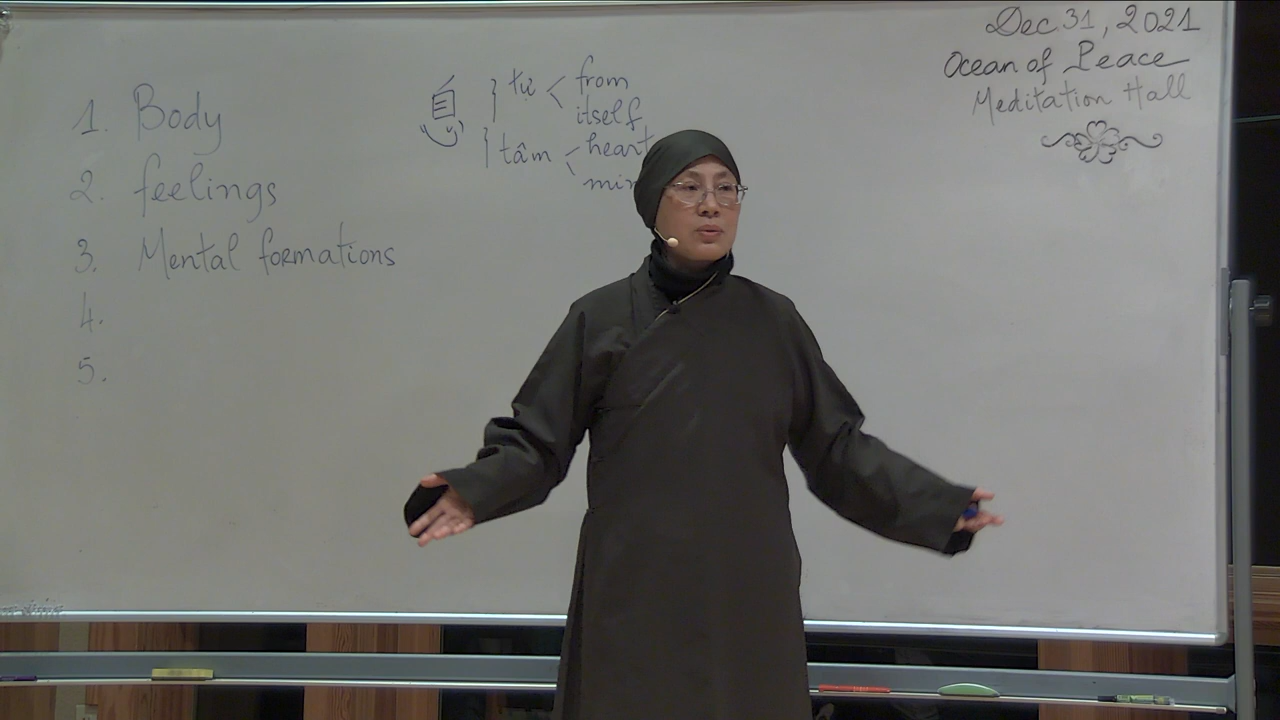 Dec 31, 2021
Ocean of Peace
Meditation Hall
1. Body
2. feelings
3. Mental formations
4.
5.
自
心
tự
from
itself
tâm
heart